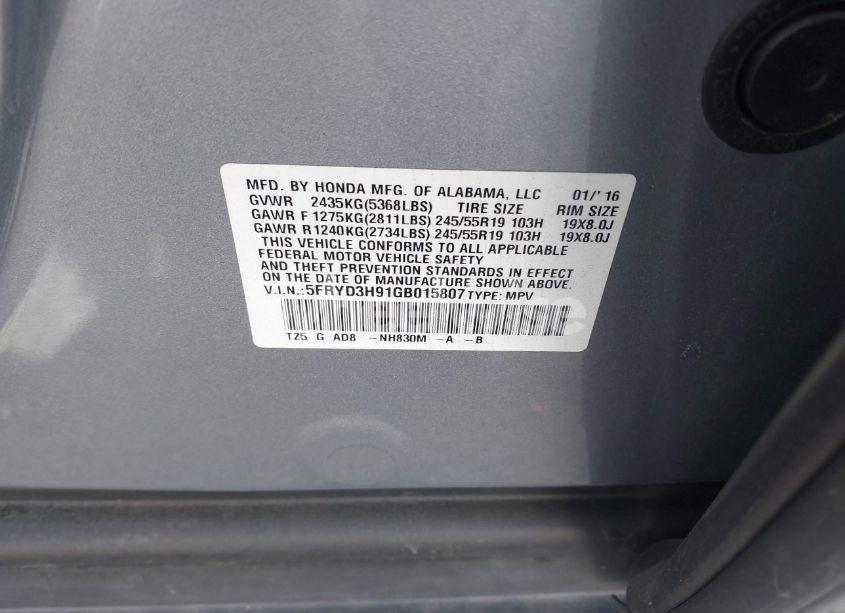 MFD. BY HONDA MFG. OF ALABAMA, LLC 01/' 16
GVWR 2435KG(5368LBS) TIRE SIZE RIM SIZE
GAWR F 1275KG(2811LBS) 245/55R19 103H 19X8.0J
GAWR R 1240KG(2734LBS) 245/55R19 103H 19X8.0J
THIS VEHICLE CONFORMS TO ALL APPLICABLE
FEDERAL MOTOR VEHICLE SAFETY
AND THEFT PREVENTION STANDARDS IN EFFECT
ON THE DATE OF MANUFACTURE SHOWN ABOVE.
V.I.N.:5FRYD3H91GB015807 TYPE: MPV
TZ5 G AD8 -NH830M -A -B